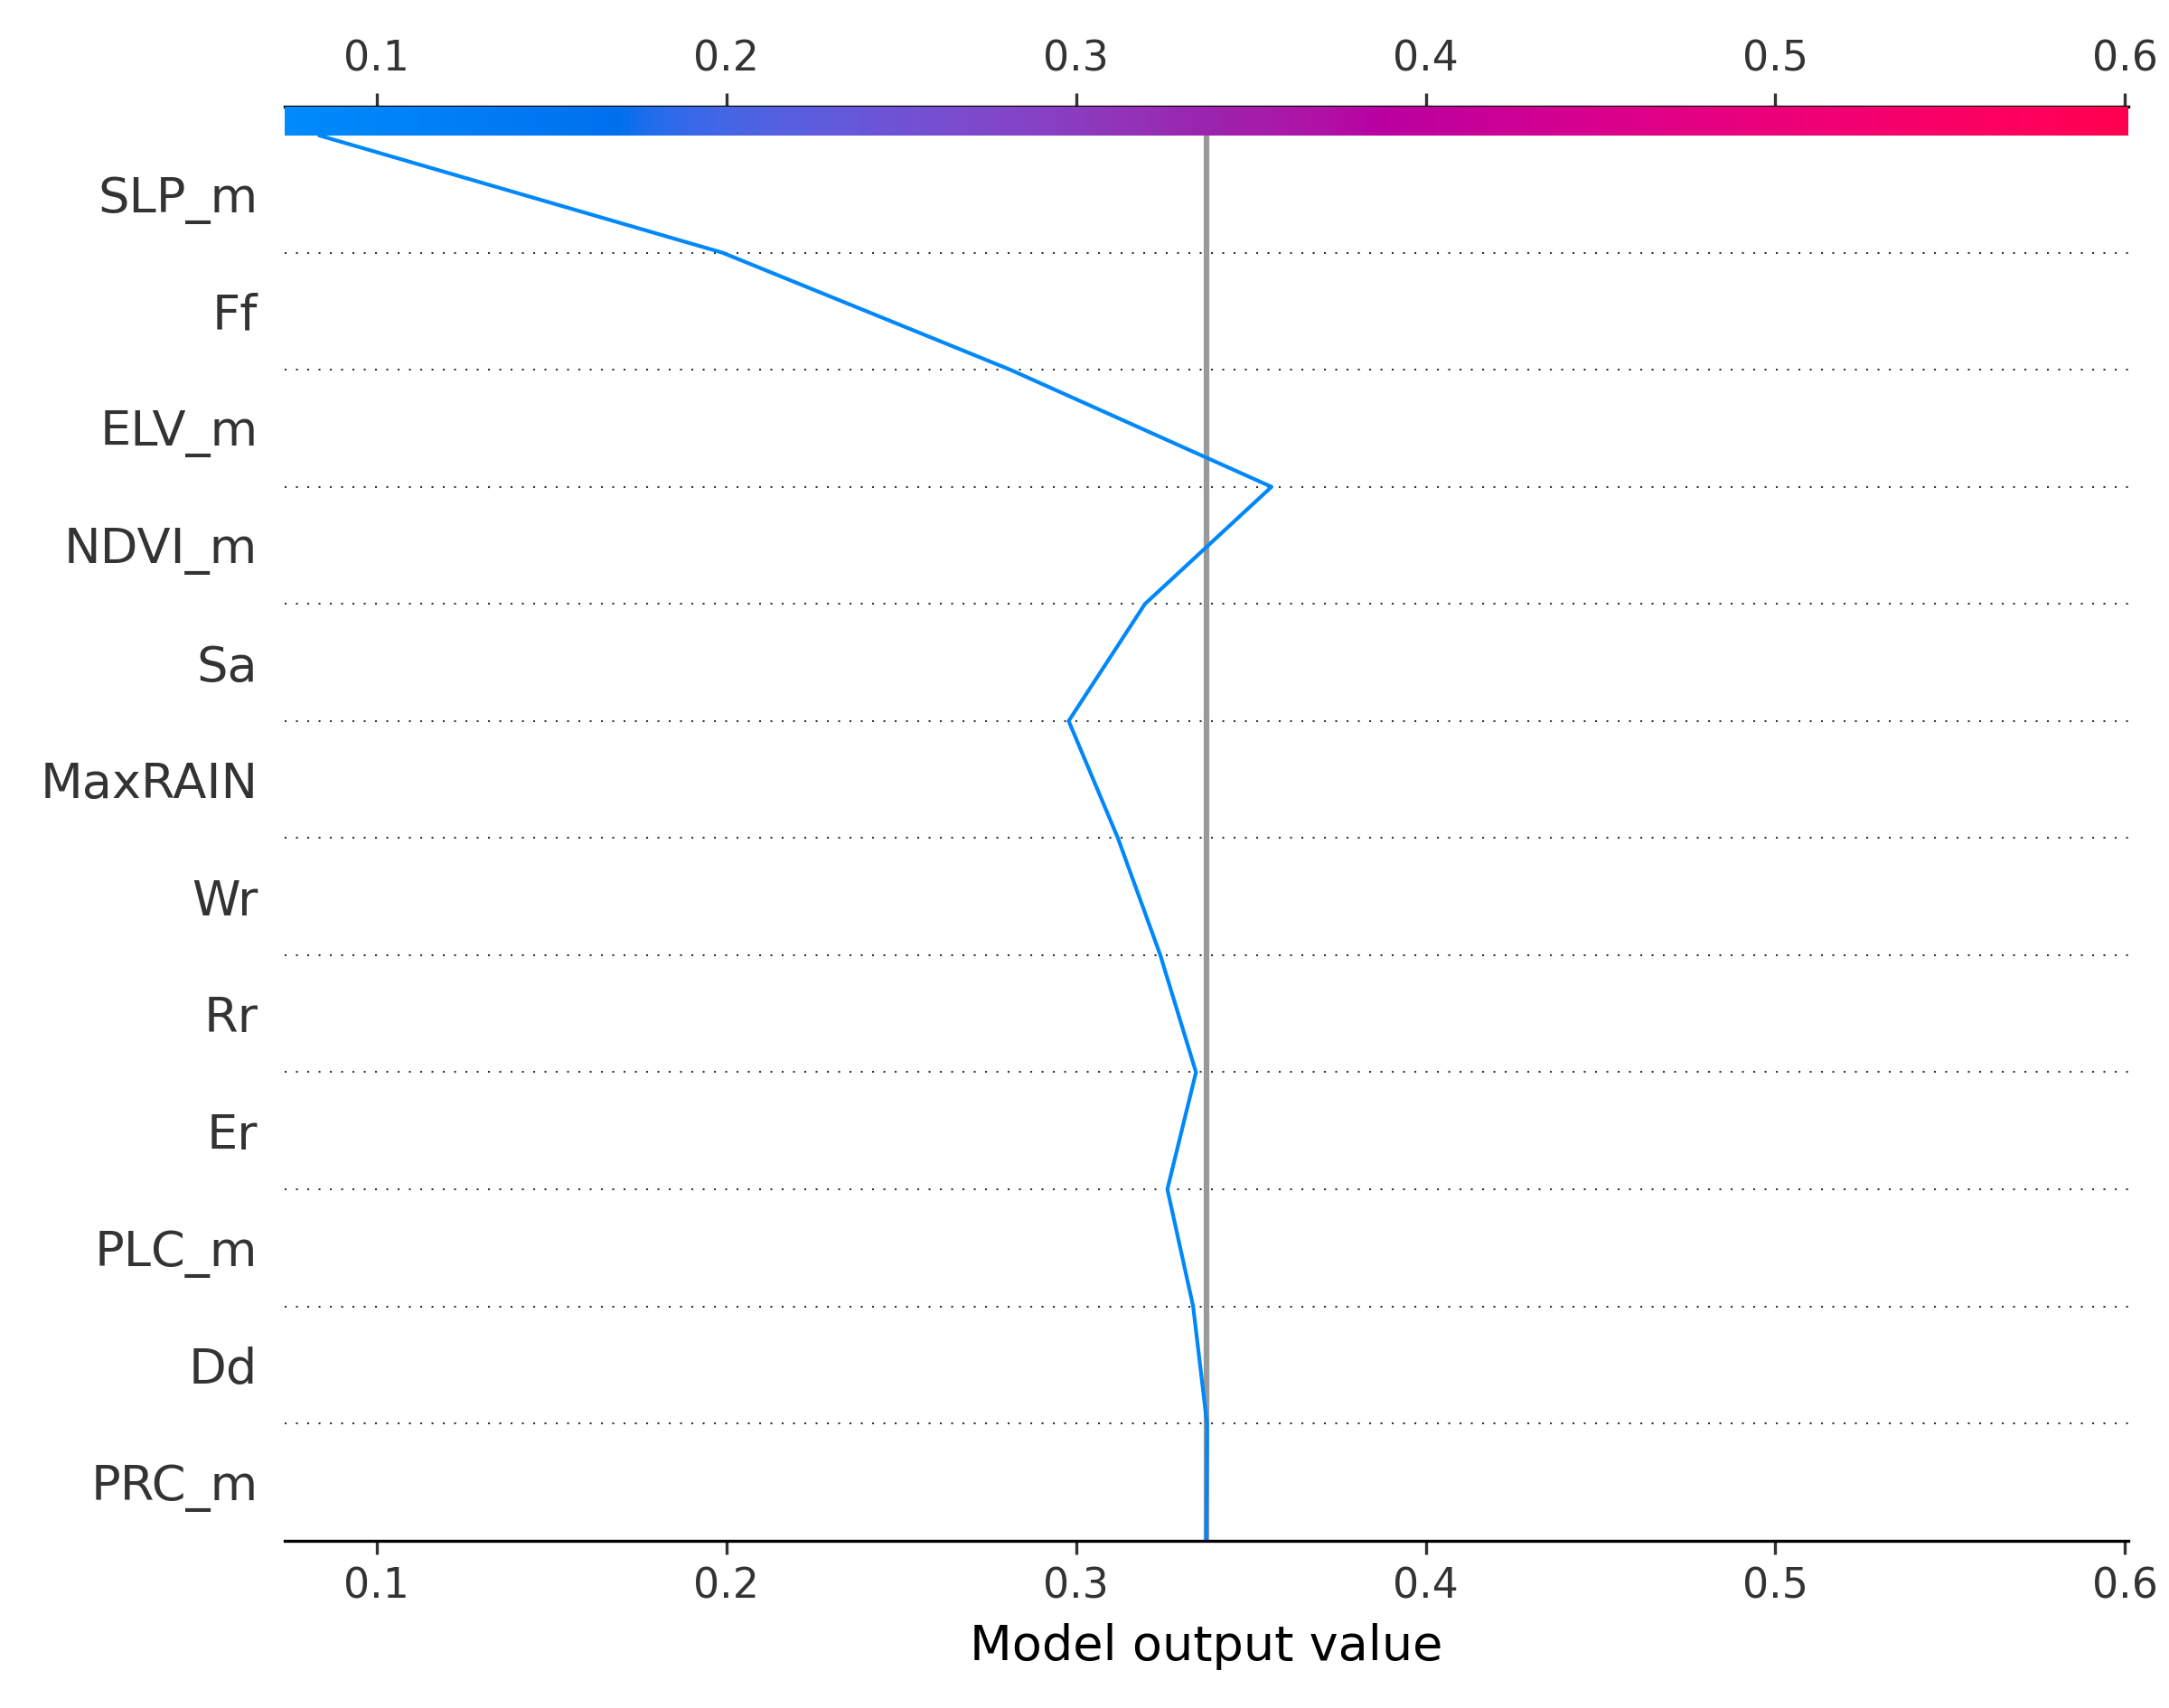 0.1 0.2 0.3 0.4 0.5 0.6
SLP_m
Ff
ELV_m
NDVI_m
Sa
MaxRAIN
Wr
Rr
Er
PLC_m
Dd
PRC_m
0.1 0.2 0.3 0.4 0.5 0.6
Model output value